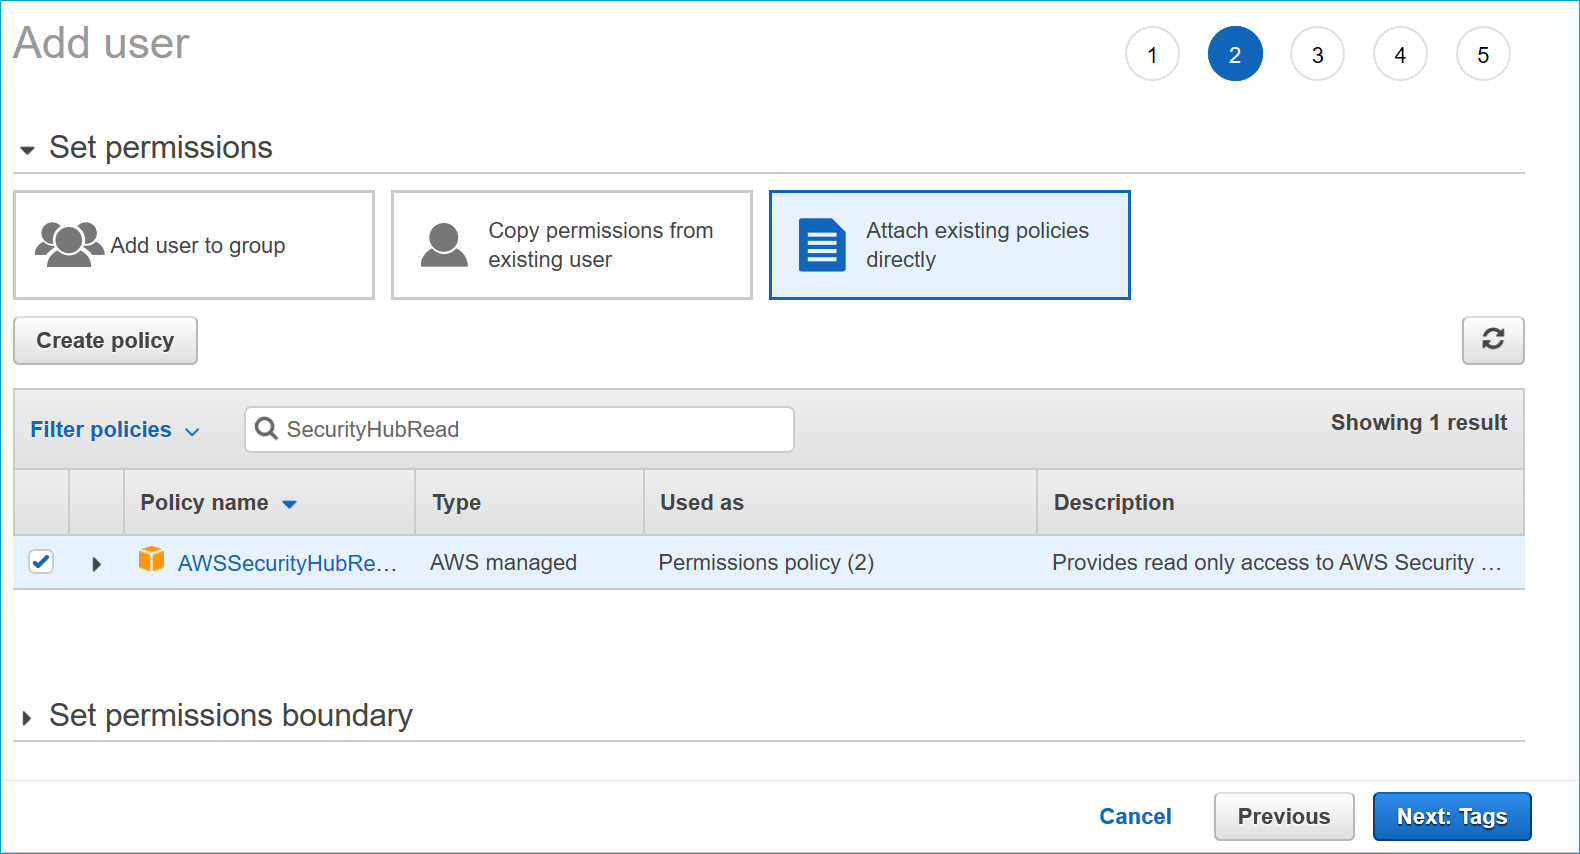 Add user
1 2 3 4 5
Set permissions
Add user to group
Copy permissions from
existing user
Attach existing policies
directly
Create policy
Filter policies
SecurityHubRead
Showing 1 result
Policy name Type Used as Description
AWSSecurityHubRe... AWS managed Permissions policy (2) Provides read only access to AWS Security ...
Set permissions boundary
Cancel Previous Next: Tags